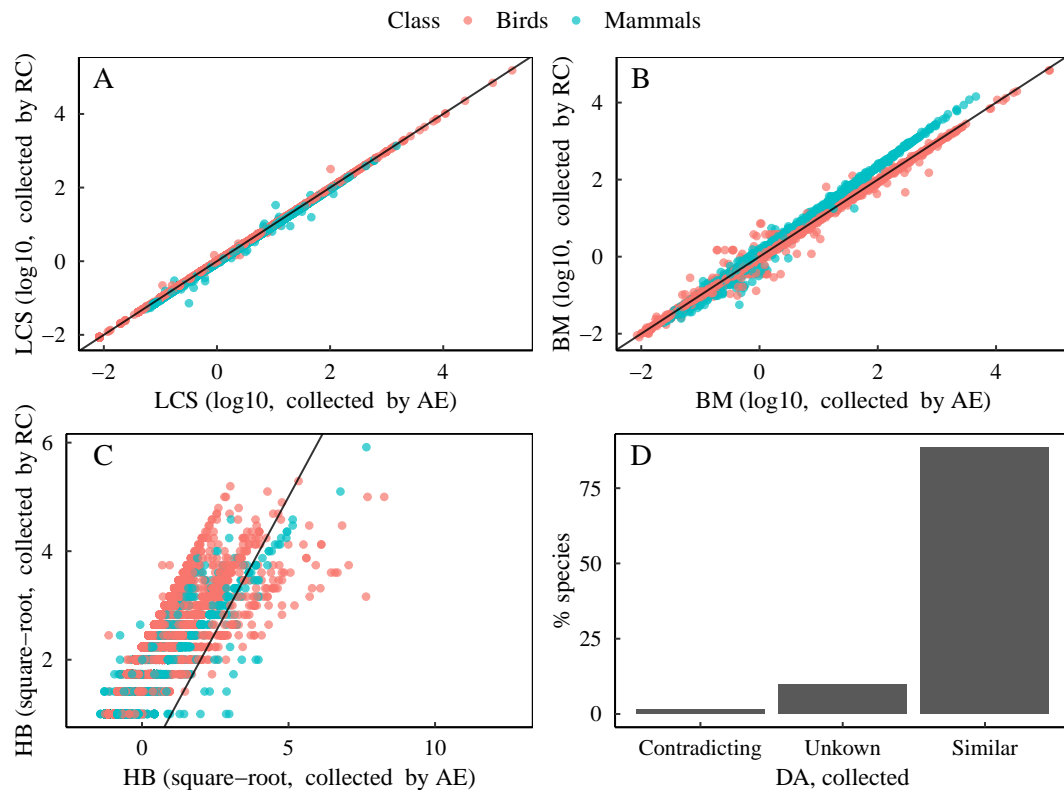 Class Birds Mammals
A
LCS (log10, collected by RC)
4
2
0
−2
−2 0 2 4
LCS (log10, collected by AE)
B
BM (log10, collected by RC)
4
2
0
−2
−2 0 2 4
BM (log10, collected by AE)
C
HB (square−root, collected by RC)
6
4
2
0 5 10
HB (square−root, collected by AE)
D
% species
75
50
25
0
Contradicting Unkown Similar
DA, collected